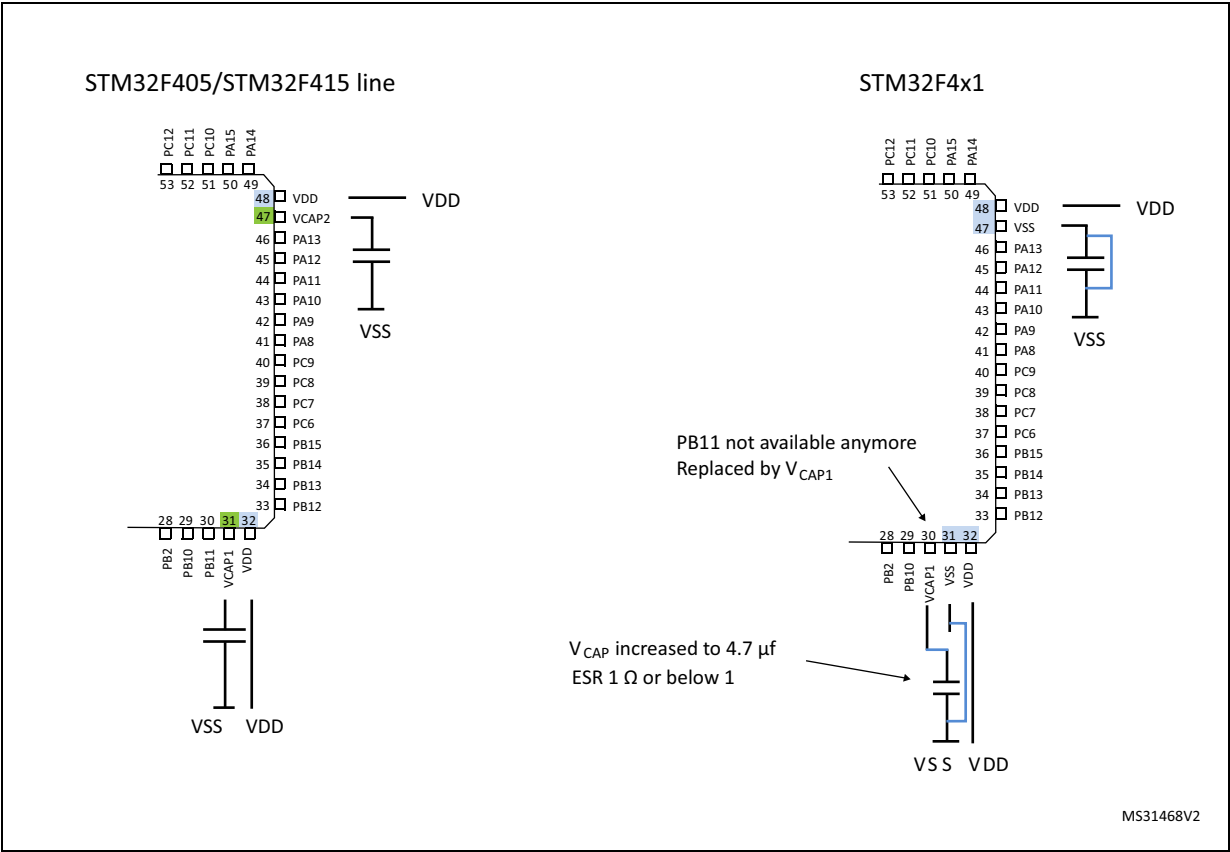 STM32F405/STM32F415 line
PC12 PC11 PC10 PA15 PA14
53 52 51 50 49
48 VDD
VDD
47 VCAP2
46 PA13
45 PA12
44 PA11
43 PA10
42 PA9
VSS
41 PA8
40 PC9
39 PC8
38 PC7
37 PC6
36 PB15
35 PB14
34 PB13
33 PB12
28 29 30 31 32
PB2 PB10 PB11 VCAP1 VDD
VSS VDD
STM32F4x1
PC12 PC11 PC10 PA15 PA14
53 52 51 50 49
48 VDD
VDD
47 VSS
46 PA13
45 PA12
44 PA11
43 PA10
42 PA9
VSS
41 PA8
40 PC9
39 PC8
38 PC7
37 PC6
36 PB15
35 PB14
34 PB13
33 PB12
PB11 not available anymore
Replaced by VCAP1
28 29 30 31 32
PB2 PB10 VCAP1 VSS VDD
VCAP increased to 4.7 µf
ESR 1 Ω or below 1
VS S VDD
MS31468V2